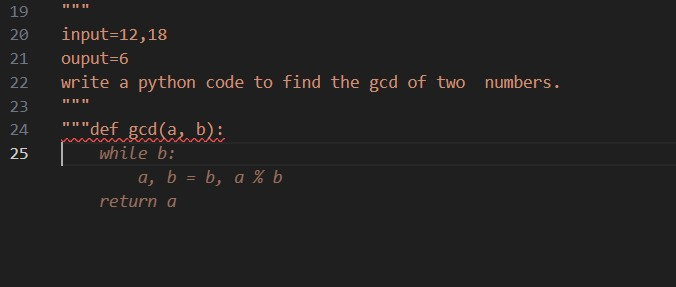 19 """
20 input=12,18
21 ouput=6
22 write a python code to find the gcd of two  numbers.
23 """
24 """def gcd(a, b):
25     while b:
        a, b = b, a % b
    return a